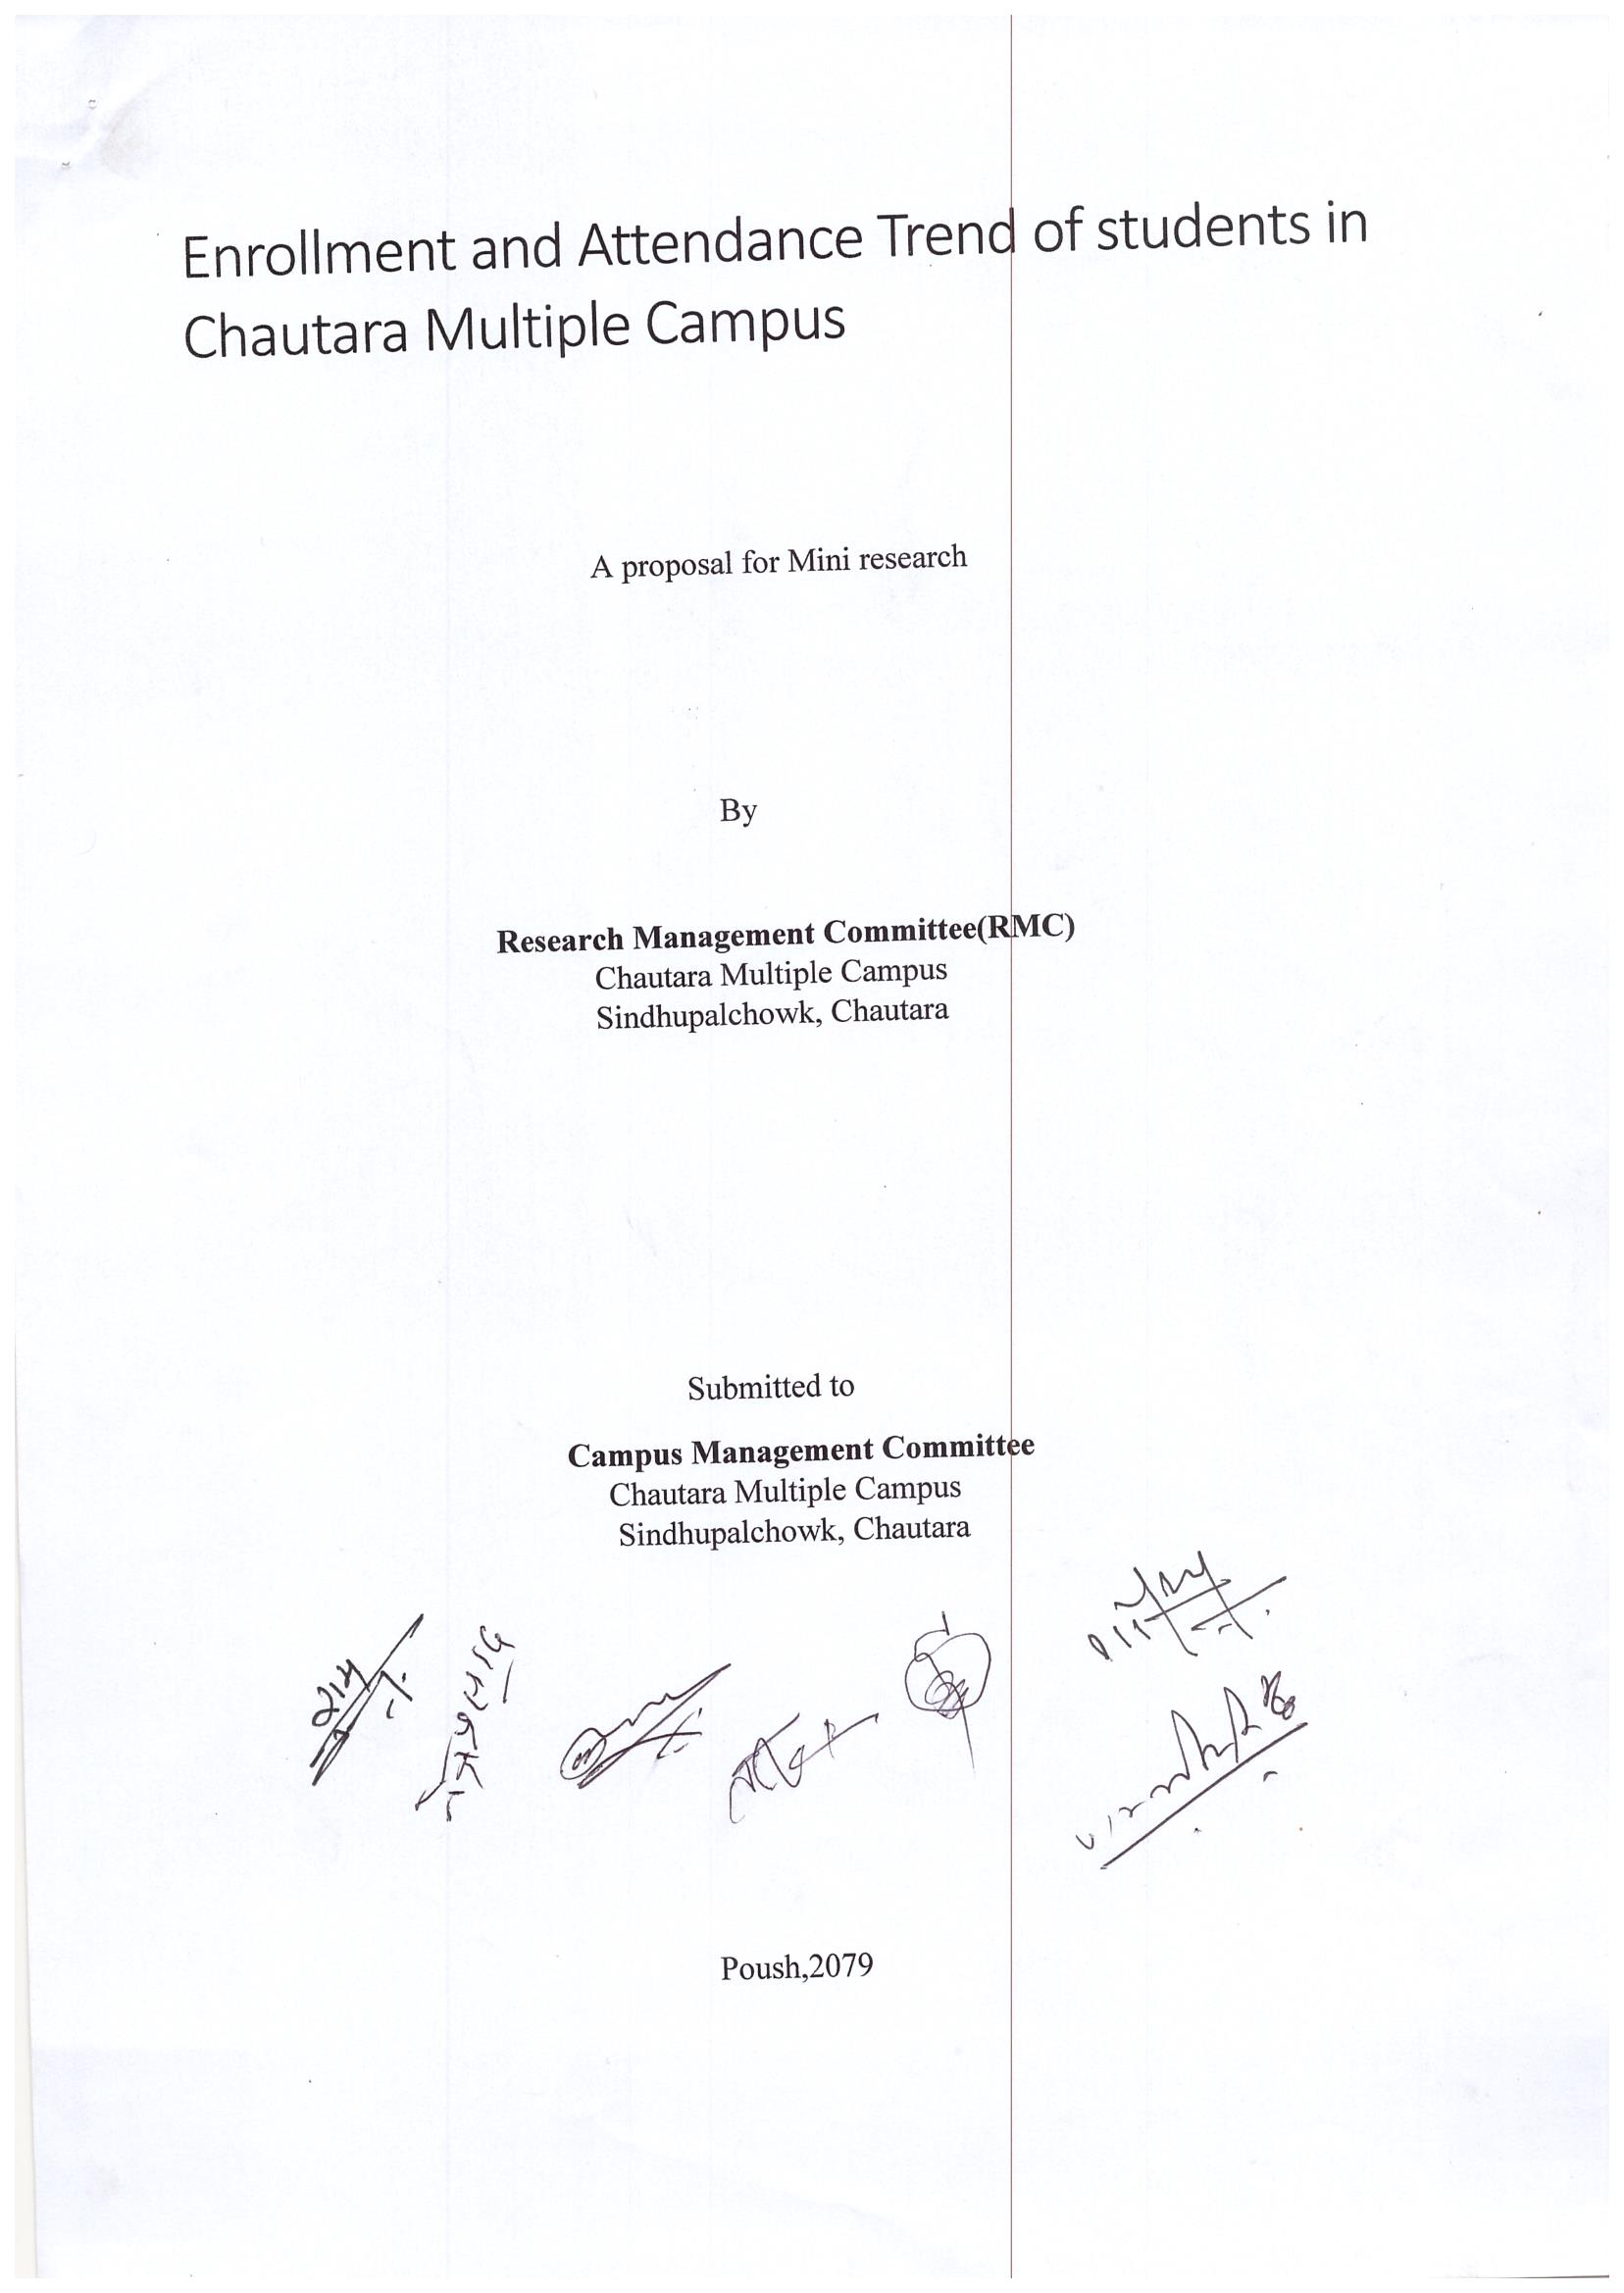 Enrollment and Attendance Trend of students in
Chautara Multiple Campus
A proposal for Mini research
By
Research Management Committee(RMC)
Chautara Multiple Campus
Sindhupalchowk, Chautara
Submitted to
Campus Management Committee
Chautara Multiple Campus
Sindhupalchowk, Chautara
Poush,2079